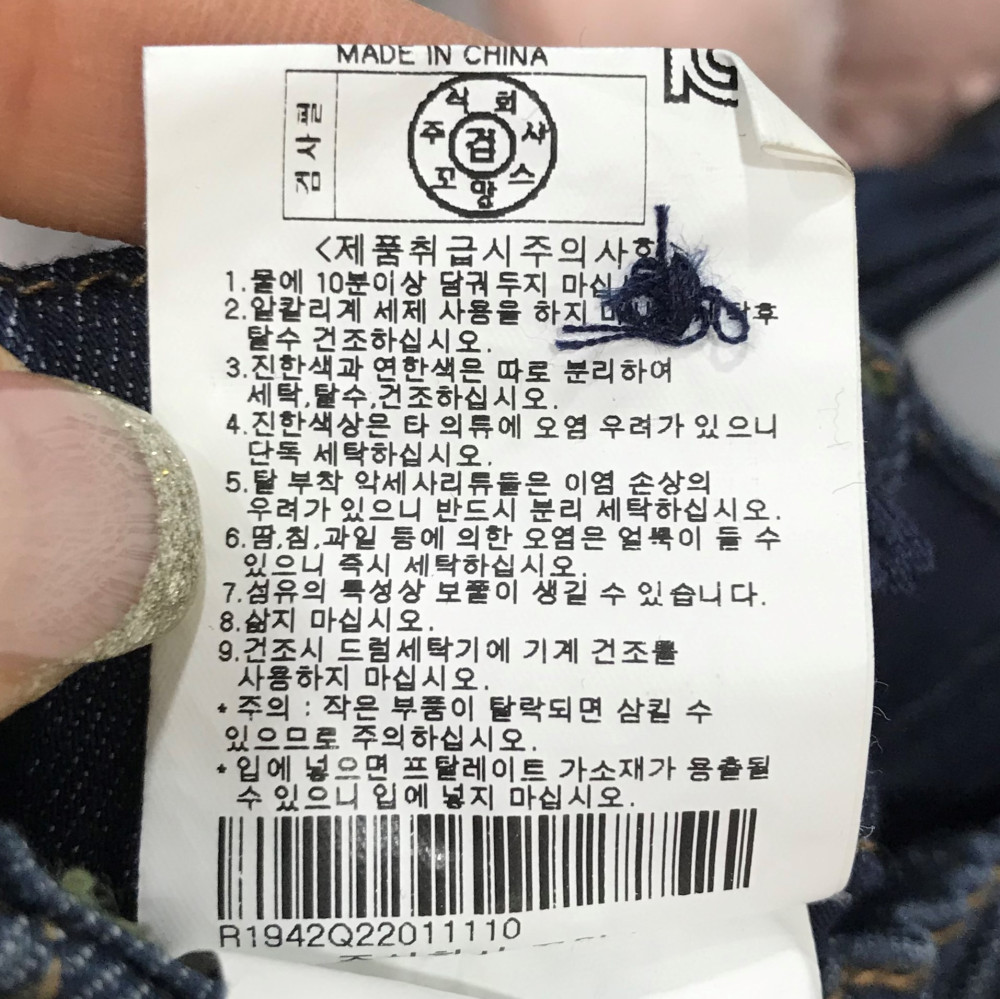 MADE IN CHINA
검사필
주식회사
꼬망스
검
<제품취급시주의사항>
1.물에 10분이상 담궈두지 마십
2.알칼리계 세제 사용을 하지 탁후
탈수 건조하십시오.
3.진한색과 연한색은 따로 분리하여
세탁,탈수,건조하십시오.
4.진한색상은 타 의류에 오염 우려가 있으니
단독 세탁하십시오.
5.탈 부착 악세사리류들은 이염 손상의
우려가 있으니 반드시 분리 세탁하십시오.
6.땀,침,과일 등에 의한 오염은 얼룩이 들 수
있으니 즉시 세탁하십시오.
7.섬유의 특성상 보풀이 생길 수 있습니다.
8.삶지 마십시오.
9.건조시 드럼세탁기에 기계 건조를
사용하지 마십시오.
* 주의 : 작은 부품이 탈락되면 삼킬 수
있으므로 주의하십시오.
* 입에 넣으면 프탈레이트 가소재가 용출될
수 있으니 입에 넣지 마십시오.
R1942Q22011110